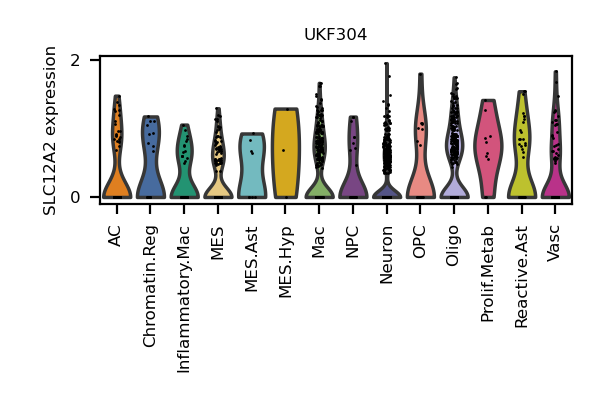 UKF304
SLC12A2 expression
2
0
AC
Chromatin.Reg
Inflammatory.Mac
MES
MES.Ast
MES.Hyp
Mac
NPC
Neuron
OPC
Oligo
Prolif.Metab
Reactive.Ast
Vasc